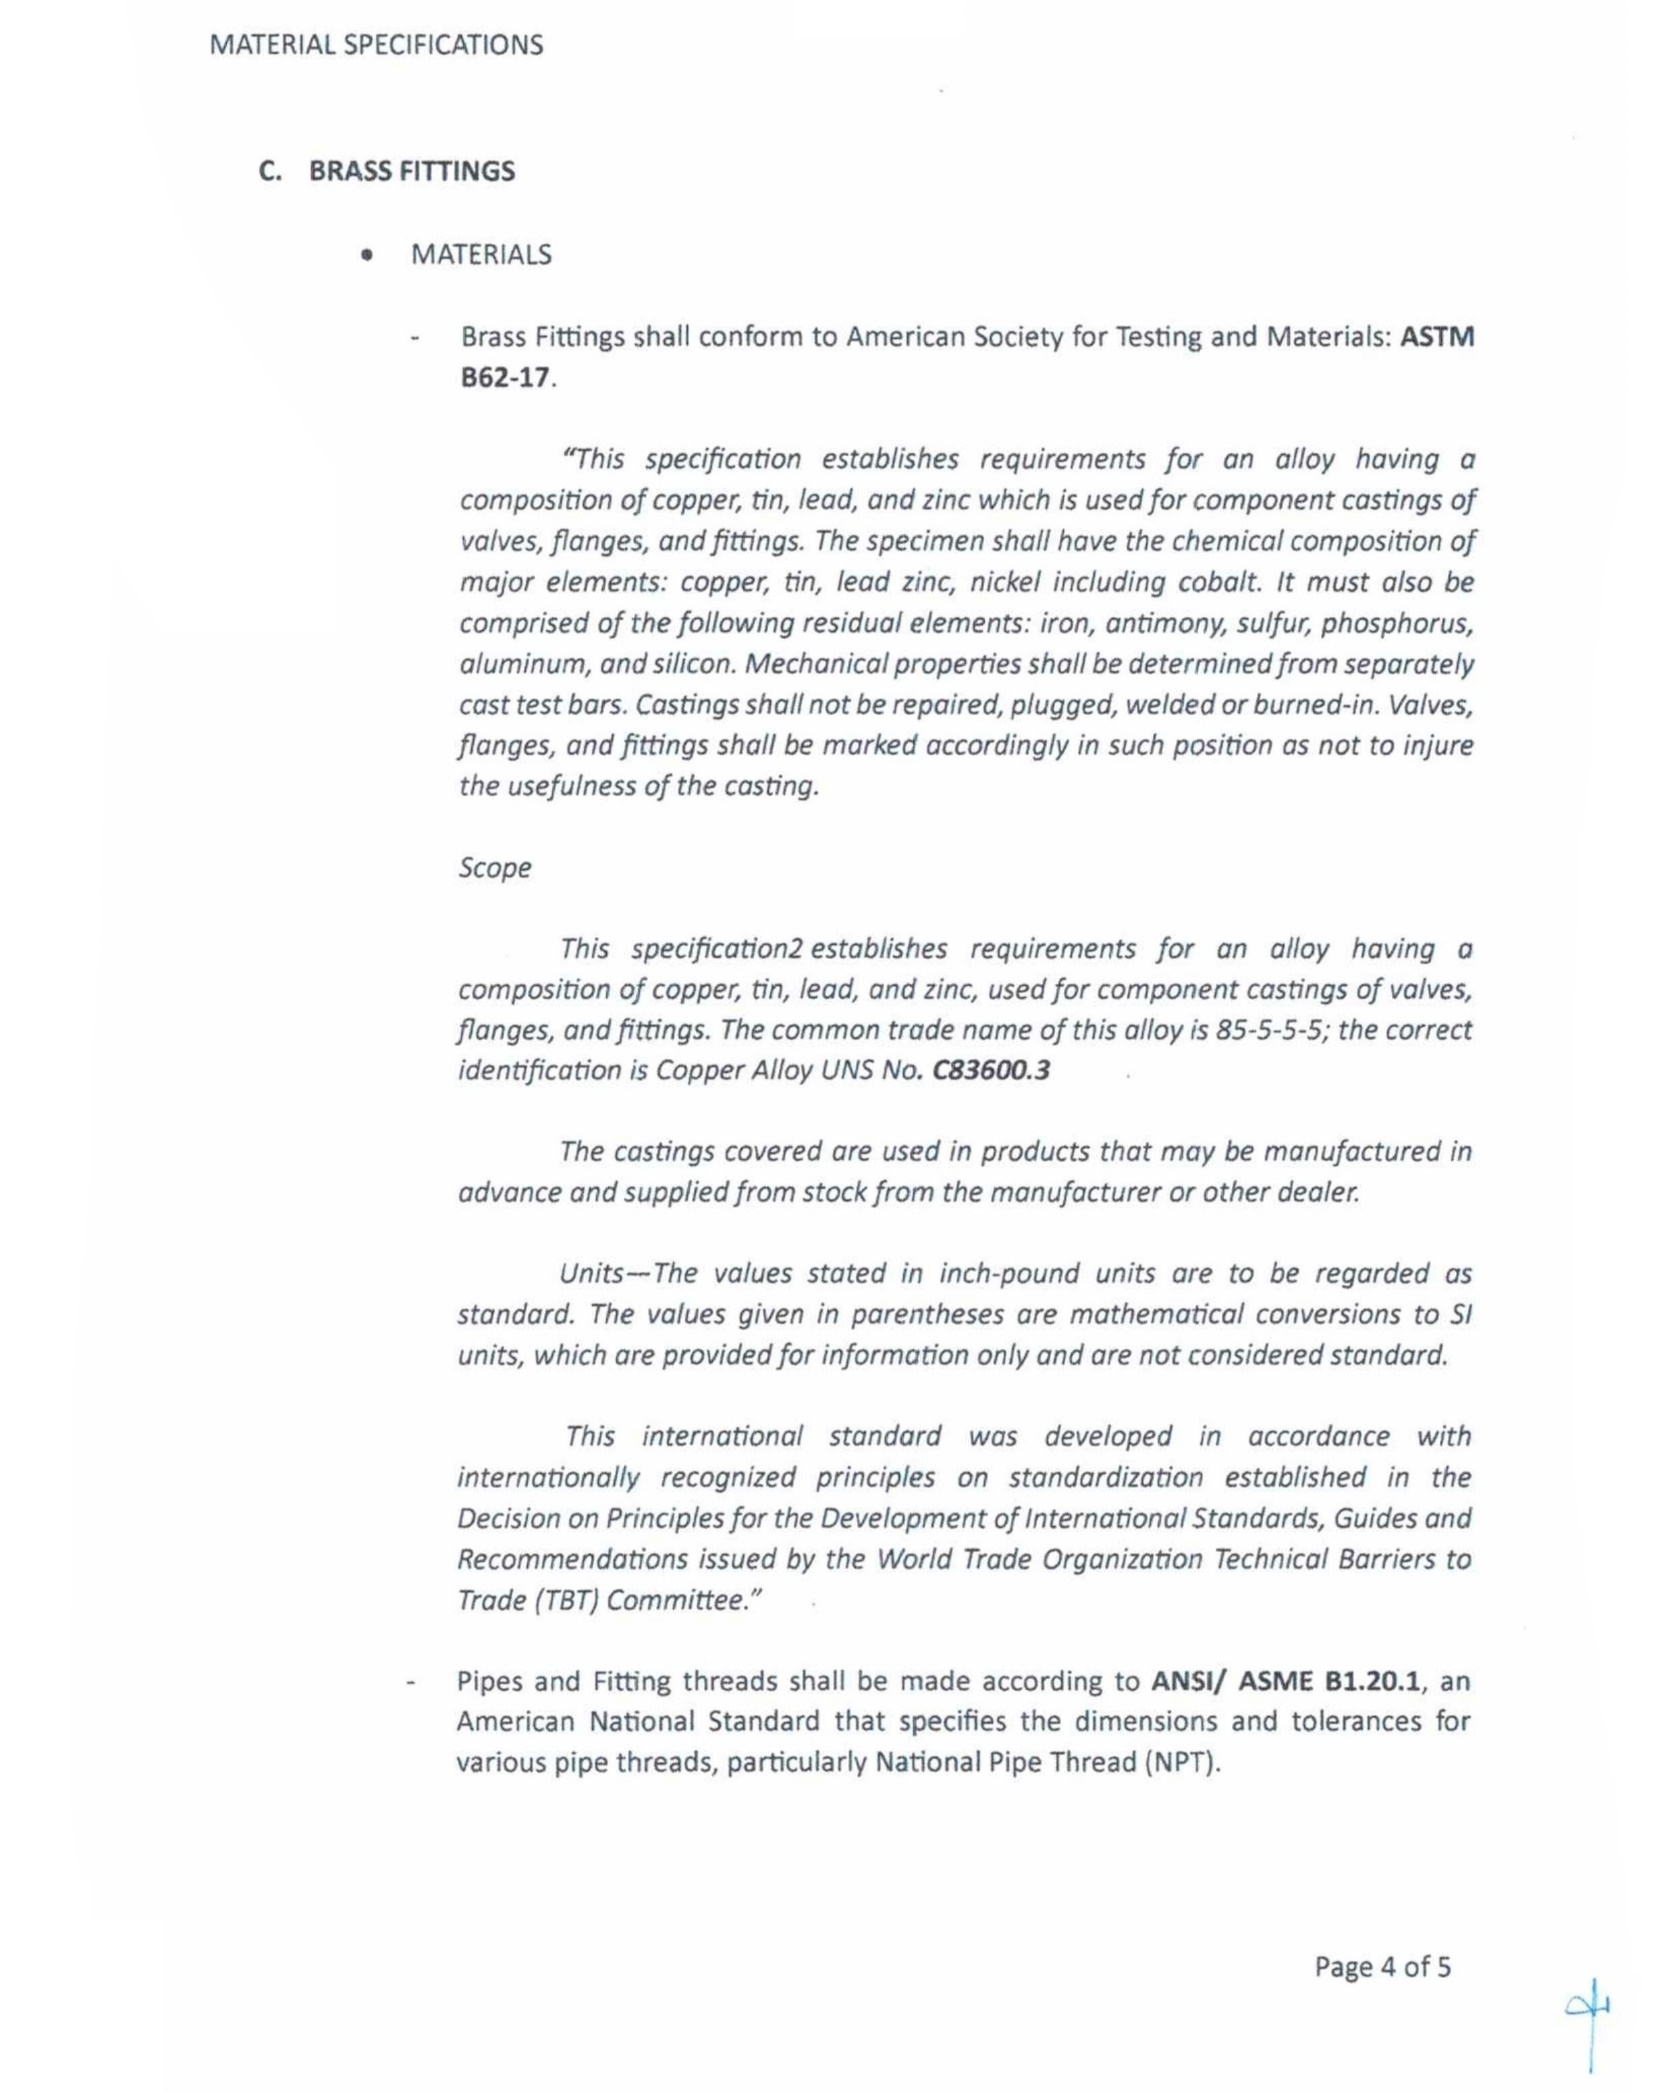 MATERIAL SPECIFICATIONS
C. BRASS FITTINGS
• MATERIALS
- Brass Fittings shall conform to American Society for Testing and Materials: ASTM
B62-17.
“This specification establishes requirements for an alloy having a
composition of copper, tin, lead, and zinc which is used for component castings of
valves, flanges, and fittings. The specimen shall have the chemical composition of
major elements: copper, tin, lead zinc, nickel including cobalt. It must also be
comprised of the following residual elements: iron, antimony, sulfur, phosphorus,
aluminum, and silicon. Mechanical properties shall be determined from separately
cast test bars. Castings shall not be repaired, plugged, welded or burned-in. Valves,
flanges, and fittings shall be marked accordingly in such position as not to injure
the usefulness of the casting.
Scope
This specification2 establishes requirements for an alloy having a
composition of copper, tin, lead, and zinc, used for component castings of valves,
flanges, and fittings. The common trade name of this alloy is 85-5-5-5; the correct
identification is Copper Alloy UNS No. C83600.3
The castings covered are used in products that may be manufactured in
advance and supplied from stock from the manufacturer or other dealer.
Units—The values stated in inch-pound units are to be regarded as
standard. The values given in parentheses are mathematical conversions to SI
units, which are provided for information only and are not considered standard.
This international standard was developed in accordance with
internationally recognized principles on standardization established in the
Decision on Principles for the Development of International Standards, Guides and
Recommendations issued by the World Trade Organization Technical Barriers to
Trade (TBT) Committee.”
- Pipes and Fitting threads shall be made according to ANSI/ ASME B1.20.1, an
American National Standard that specifies the dimensions and tolerances for
various pipe threads, particularly National Pipe Thread (NPT).
Page 4 of 5